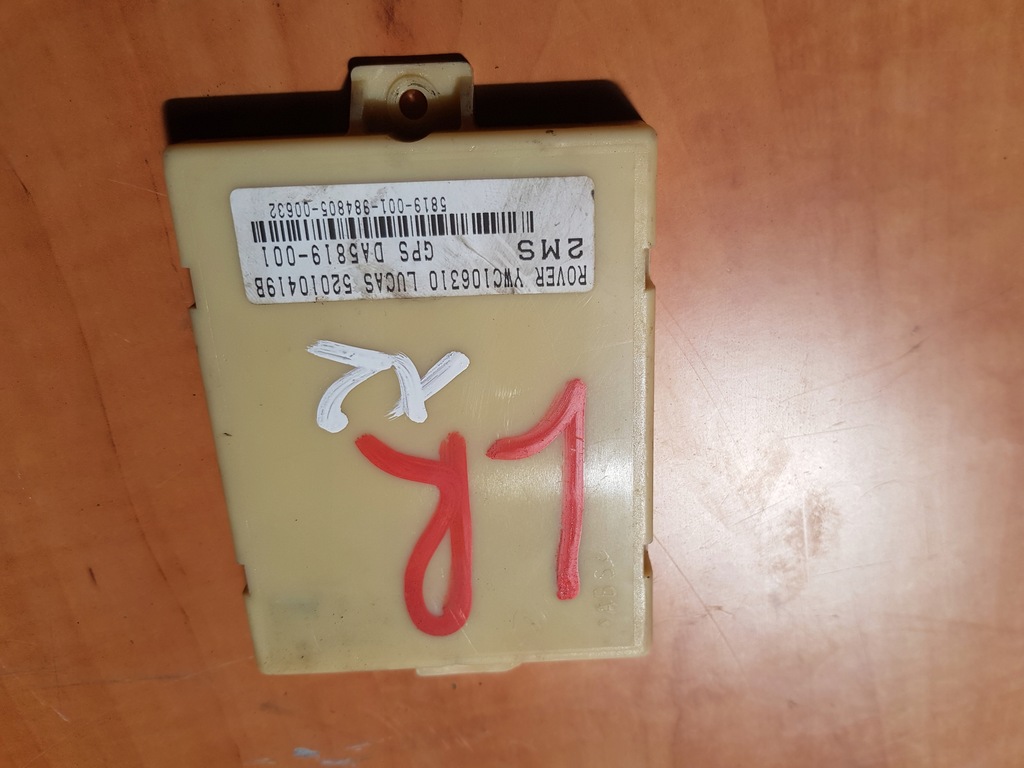 ROVER YWC106310 LUCAS 52010419B
GPS DA5819-001 2MS
5819-001-984805-00632